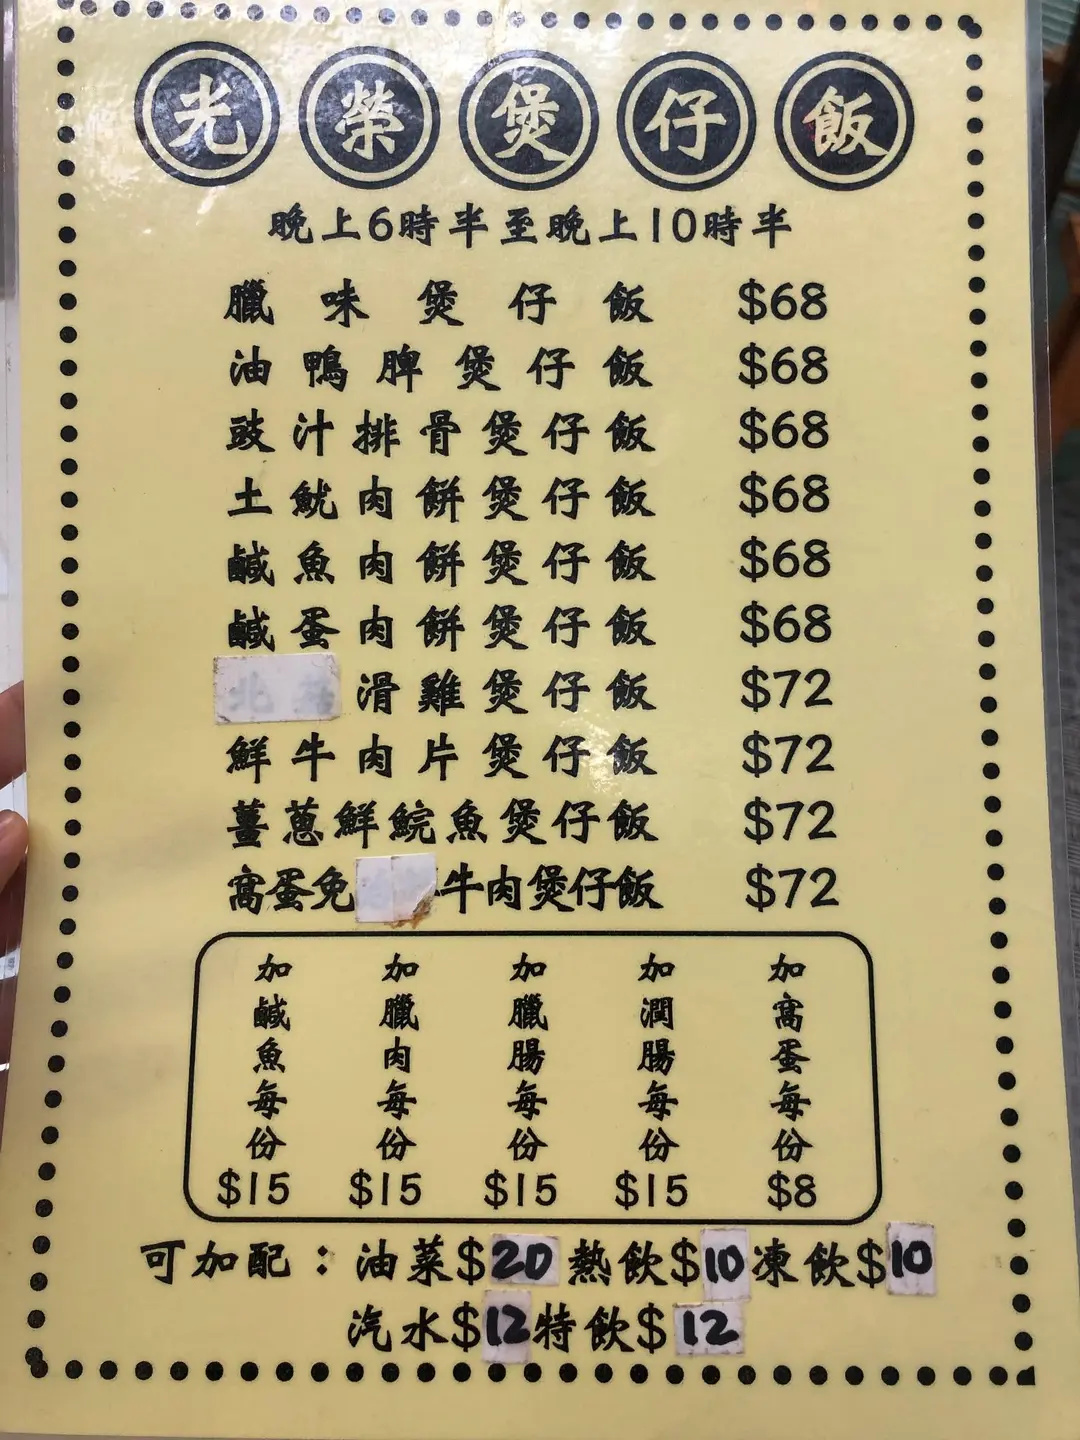 光榮煲仔飯
晚上6時半至晚上10時半
臘味煲仔飯 $68
油鴨脾煲仔飯 $68
豉汁排骨煲仔飯 $68
土魷肉餅煲仔飯 $68
鹹魚肉餅煲仔飯 $68
鹹蛋肉餅煲仔飯 $68
滑雞煲仔飯 $72
鮮牛肉片煲仔飯 $72
薑蔥鮮鯇魚煲仔飯 $72
窩蛋免牛肉煲仔飯 $72
加鹹魚每份 $15
加臘肉每份 $15
加臘腸每份 $15
加潤腸每份 $15
加窩蛋每份 $8
可加配：油菜$20熱飲$10凍飲$10
汽水$12特飲$12